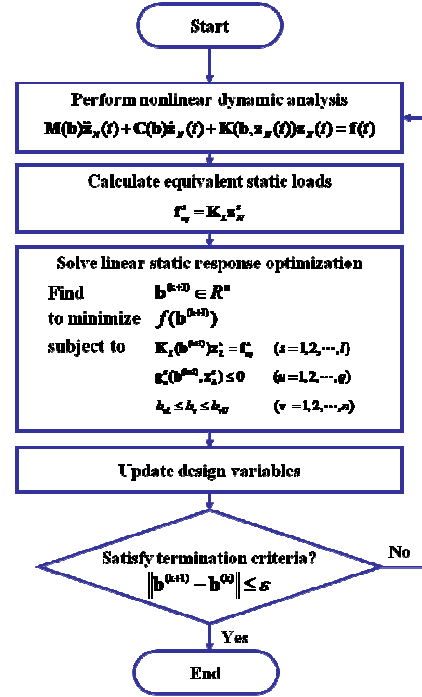 Start
Perform nonlinear dynamic analysis
M(b)z̈_N(t)+C(b)ż_N(t)+K(b,z_N(t))z_N(t)=f(t)
Calculate equivalent static loads
f^s_eq = K_L z^s_N
Solve linear static response optimization
Find b^(k+1) ∈ R^n
to minimize f(b^(k+1))
subject to K_L(b^(k+1))z^s_L = f^s_eq (s=1,2,⋯,l)
(b^(k+1),z^s_L) ≤ 0 (u=1,2,⋯,q)
b_vL ≤ b_v ≤ b_vU (v =1,2,⋯,n)
Update design variables
Satisfy termination criteria?
No
‖b^(k+1) − b^(k)‖ ≤ ε
Yes
End